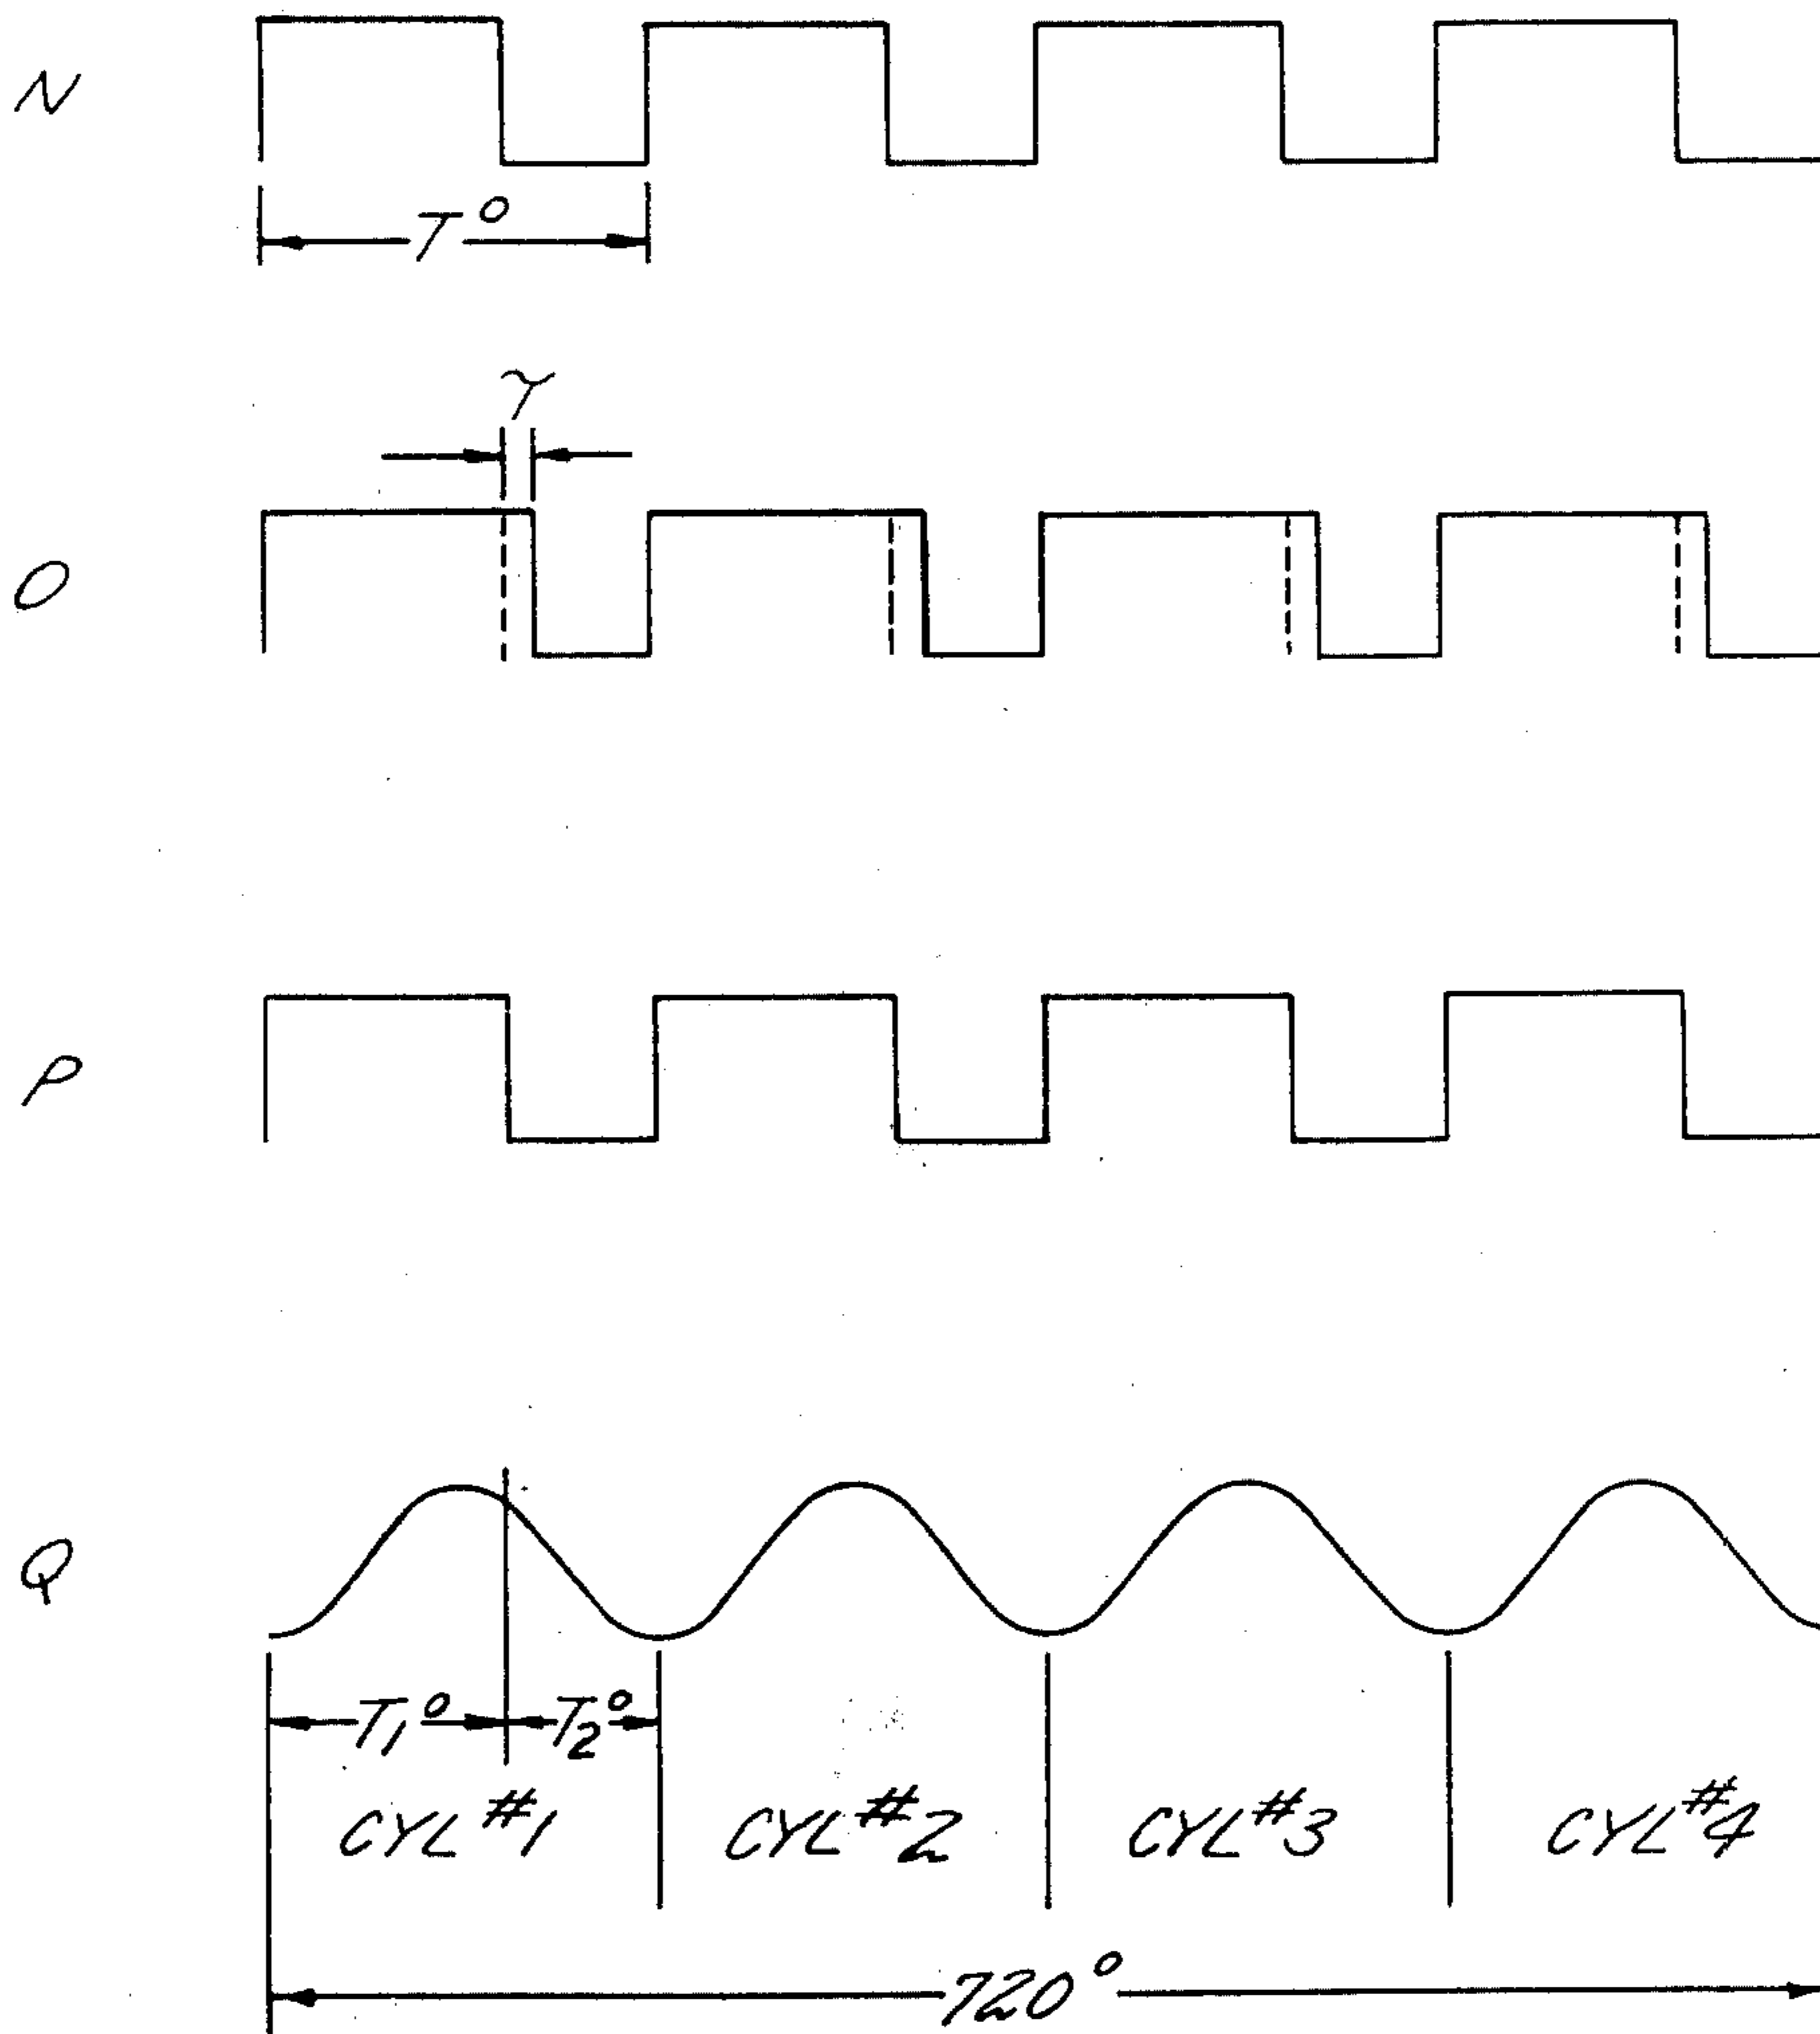 N
T°
γ
O
P
Q
T1°
T2°
CYL #1
CYL #2
CYL #3
CYL #4
720°